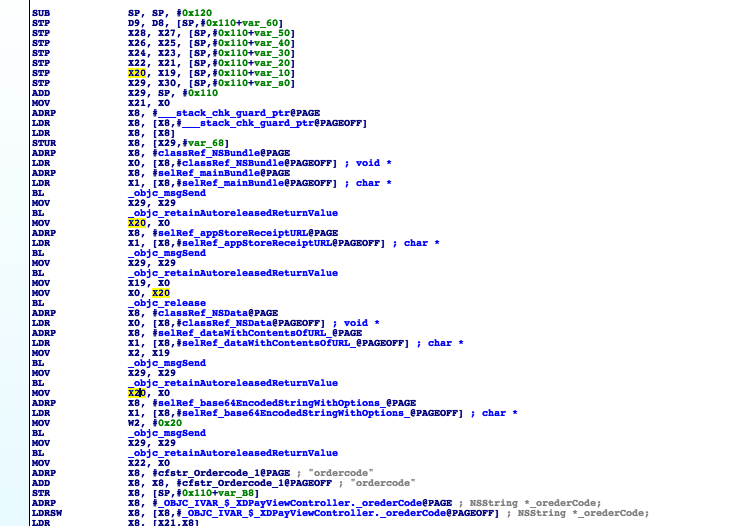 SUB SP, SP, #0x120
STP D9, D8, [SP,#0x110+var_60]
STP X28, X27, [SP,#0x110+var_50]
STP X26, X25, [SP,#0x110+var_40]
STP X24, X23, [SP,#0x110+var_30]
STP X22, X21, [SP,#0x110+var_20]
STP X20, X19, [SP,#0x110+var_10]
STP X29, X30, [SP,#0x110+var_s0]
ADD X29, SP, #0x110
MOV X21, X0
ADRP X8, #___stack_chk_guard_ptr@PAGE
LDR X8, [X8,#___stack_chk_guard_ptr@PAGEOFF]
LDR X8, [X8]
STUR X8, [X29,#var_68]
ADRP X8, #classRef_NSBundle@PAGE
LDR X0, [X8,#classRef_NSBundle@PAGEOFF] ; void *
ADRP X8, #selRef_mainBundle@PAGE
LDR X1, [X8,#selRef_mainBundle@PAGEOFF] ; char *
BL _objc_msgSend
MOV X29, X29
BL _objc_retainAutoreleasedReturnValue
MOV X20, X0
ADRP X8, #selRef_appStoreReceiptURL@PAGE
LDR X1, [X8,#selRef_appStoreReceiptURL@PAGEOFF] ; char *
BL _objc_msgSend
MOV X29, X29
BL _objc_retainAutoreleasedReturnValue
MOV X19, X0
MOV X0, X20
BL _objc_release
ADRP X8, #classRef_NSData@PAGE
LDR X0, [X8,#classRef_NSData@PAGEOFF] ; void *
ADRP X8, #selRef_dataWithContentsOfURL_@PAGE
LDR X1, [X8,#selRef_dataWithContentsOfURL_@PAGEOFF] ; char *
MOV X2, X19
BL _objc_msgSend
MOV X29, X29
BL _objc_retainAutoreleasedReturnValue
MOV X20, X0
ADRP X8, #selRef_base64EncodedStringWithOptions_@PAGE
LDR X1, [X8,#selRef_base64EncodedStringWithOptions_@PAGEOFF] ; char *
MOV W2, #0x20
BL _objc_msgSend
MOV X29, X29
BL _objc_retainAutoreleasedReturnValue
MOV X22, X0
ADRP X8, #cfstr_Ordercode_1@PAGE ; "ordercode"
ADD X8, X8, #cfstr_Ordercode_1@PAGEOFF ; "ordercode"
STR X8, [SP,#0x110+var_B8]
ADRP X8, #_OBJC_IVAR_$_XDPayViewController._orederCode@PAGE ; NSString *_orederCode;
LDRSW X8, [X8,#_OBJC_IVAR_$_XDPayViewController._orederCode@PAGEOFF] ; NSString *_orederCode;
LDR X8, [X21,X8]